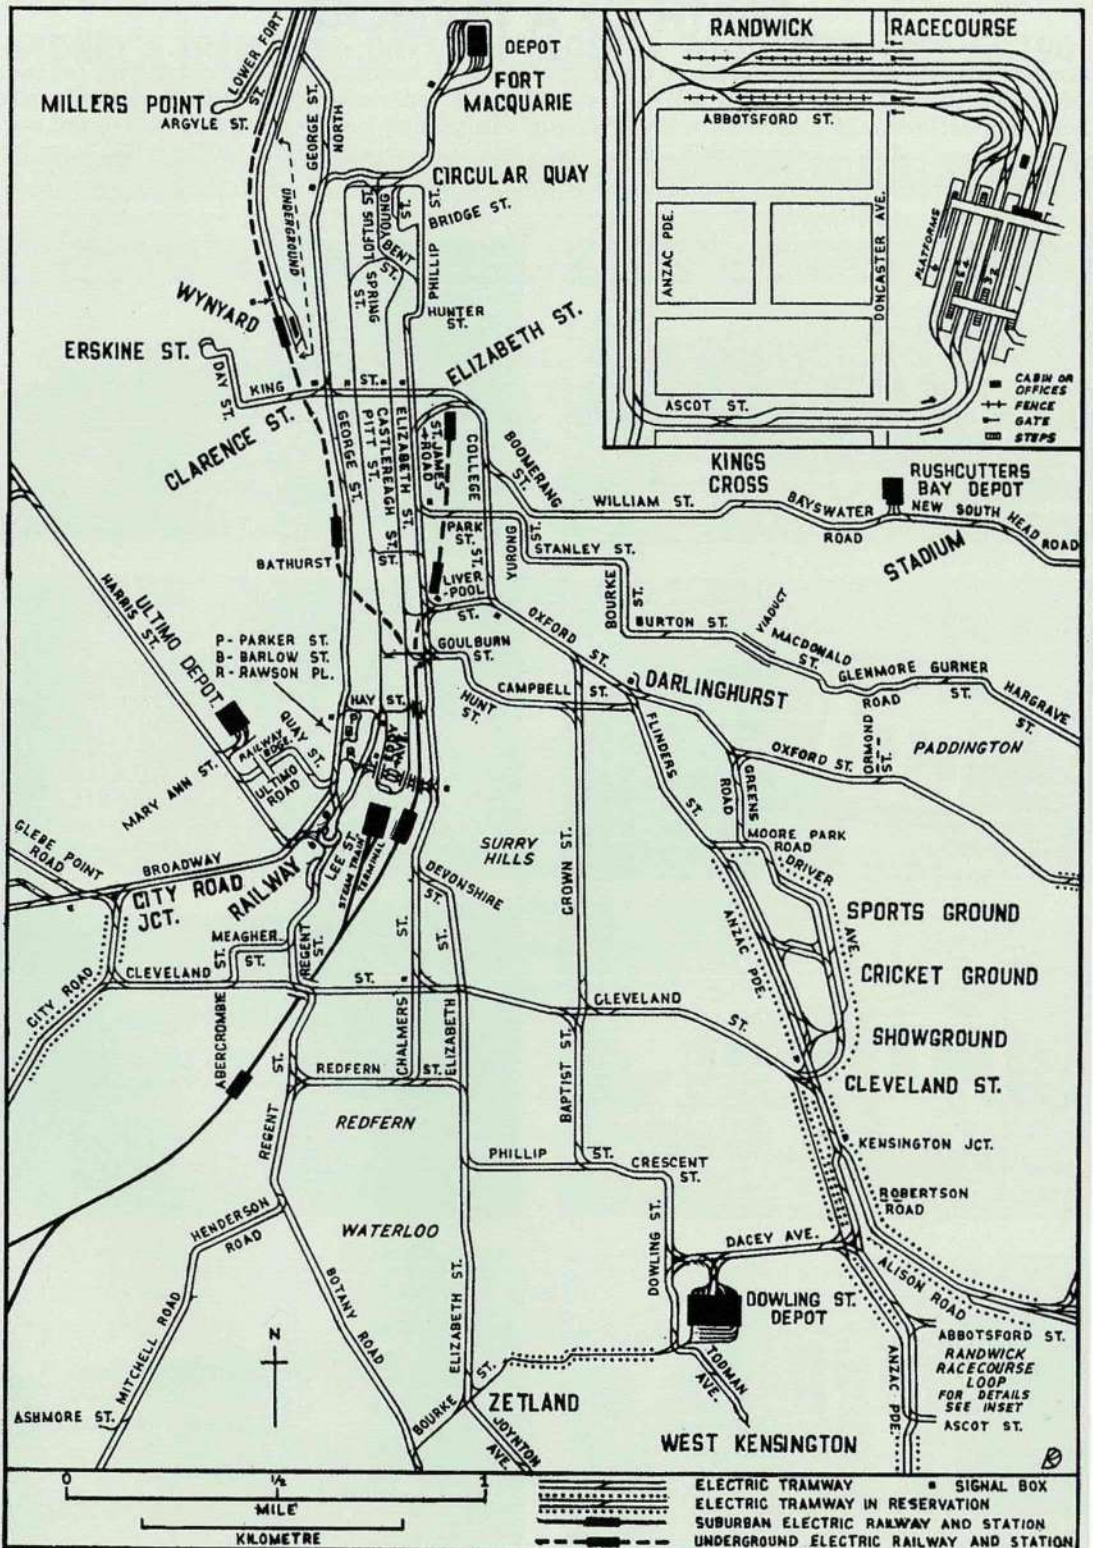 RANDWICK RACECOURSE
ABBOTSFORD ST.
ANZAC PDE.
DONCASTER AVE.
PLATFORMS
ASCOT ST.
CABIN OR
OFFICES
FENCE
GATE
STEPS
DEPOT
FORT
MACQUARIE
LOWER FORT
ST.
MILLERS POINT
ARGYLE ST.
GEORGE ST.
NORTH
UNDERGROUND
CIRCULAR QUAY
LOFTUS ST.
YOUNG ST.
BRIDGE ST.
BENT
ST.
PHILLIP ST.
SPRING
ST.
HUNTER
ST.
WYNYARD
ERSKINE ST.
DAY ST.
KING ST.
ELIZABETH ST.
CLARENCE ST.
GEORGE ST.
PITT ST.
CASTLEREAGH ST.
ELIZABETH ST.
ST. JAMES
ROAD
COLLEGE ST.
BOOMERANG
ST.
WILLIAM ST.
KINGS
CROSS
BAYSWATER
ROAD
RUSHCUTTERS
BAY DEPOT
NEW SOUTH HEAD
ROAD
STADIUM
PARK
ST.
YURONG ST.
STANLEY ST.
BATHURST ST.
LIVER
-POOL
ST.
BOURKE ST.
BURTON ST.
VIADUCT
MACDONALD
ST.
GLENMORE
ROAD
GURNER
ST.
HARGRAVE
ST.
HARRIS ST.
ULTIMO DEPOT
P- PARKER ST.
B- BARLOW ST.
R- RAWSON PL.
GOULBURN
ST.
OXFORD ST.
HUNT
ST.
CAMPBELL ST.
DARLINGHURST
HAY ST.
EDDY
AVE.
FLINDERS ST.
OXFORD ST.
ORMOND
ST.
PADDINGTON
GREENS
ROAD
MOORE PARK
ROAD
DRIVER AVE.
MARY ANN ST.
RAILWAY
QUAY ST.
ULTIMO
ROAD
GLEBE POINT
ROAD
BROADWAY
CITY ROAD
JCT.
RAILWAY
LEE ST.
STEAM TRAIN
TERMINAL
DEVONSHIRE
ST.
SURRY
HILLS
CROWN ST.
ANZAC PDE.
SPORTS GROUND
CRICKET GROUND
SHOWGROUND
CLEVELAND ST.
MEAGHER
ST.
REGENT
ST.
CITY ROAD
CLEVELAND ST.
ABERCROMBIE ST.
CHALMERS ST.
ELIZABETH ST.
CLEVELAND ST.
BAPTIST ST.
REDFERN ST.
REGENT ST.
REDFERN
PHILLIP ST.
CRESCENT
ST.
KENSINGTON JCT.
ROBERTSON
ROAD
HENDERSON
ROAD
WATERLOO
DOWLING ST.
DACEY AVE.
ALISON ROAD
DOWLING ST.
DEPOT
MITCHELL ROAD
BOTANY ROAD
ELIZABETH ST.
N
ASHMORE ST.
BOURKE ST.
ZETLAND
JOYNTON
AVE.
TODMAN
AVE.
WEST KENSINGTON
ANZAC PDE.
ABBOTSFORD ST.
RANDWICK
RACECOURSE
LOOP
FOR DETAILS
SEE INSET
ASCOT ST.
0 1/2 1
MILE
KILOMETRE
ELECTRIC TRAMWAY
SIGNAL BOX
ELECTRIC TRAMWAY IN RESERVATION
SUBURBAN ELECTRIC RAILWAY AND STATION
UNDERGROUND ELECTRIC RAILWAY AND STATION